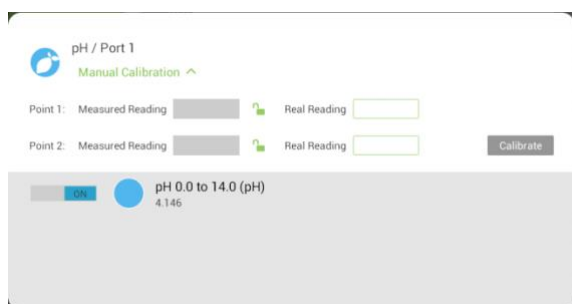 pH / Port 1
Manual Calibration
Point 1: Measured Reading Real Reading
Point 2: Measured Reading Real Reading Calibrate
ON pH 0.0 to 14.0 (pH)
4.146